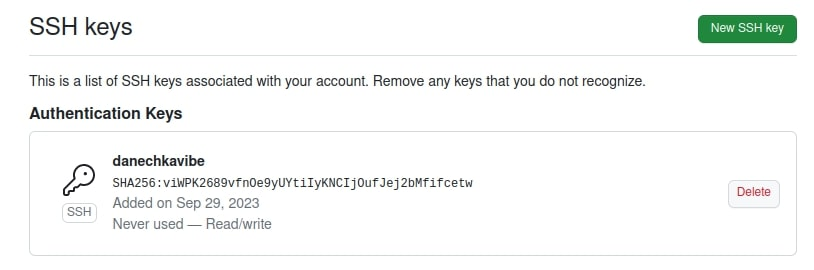 SSH keys
New SSH key
This is a list of SSH keys associated with your account. Remove any keys that you do not recognize.
Authentication Keys
danechkavibe
SHA256:viWPK2689vfnOe9yUYtiIyKNCIjOufJej2bMfifcetw
SSH
Added on Sep 29, 2023
Never used — Read/write
Delete